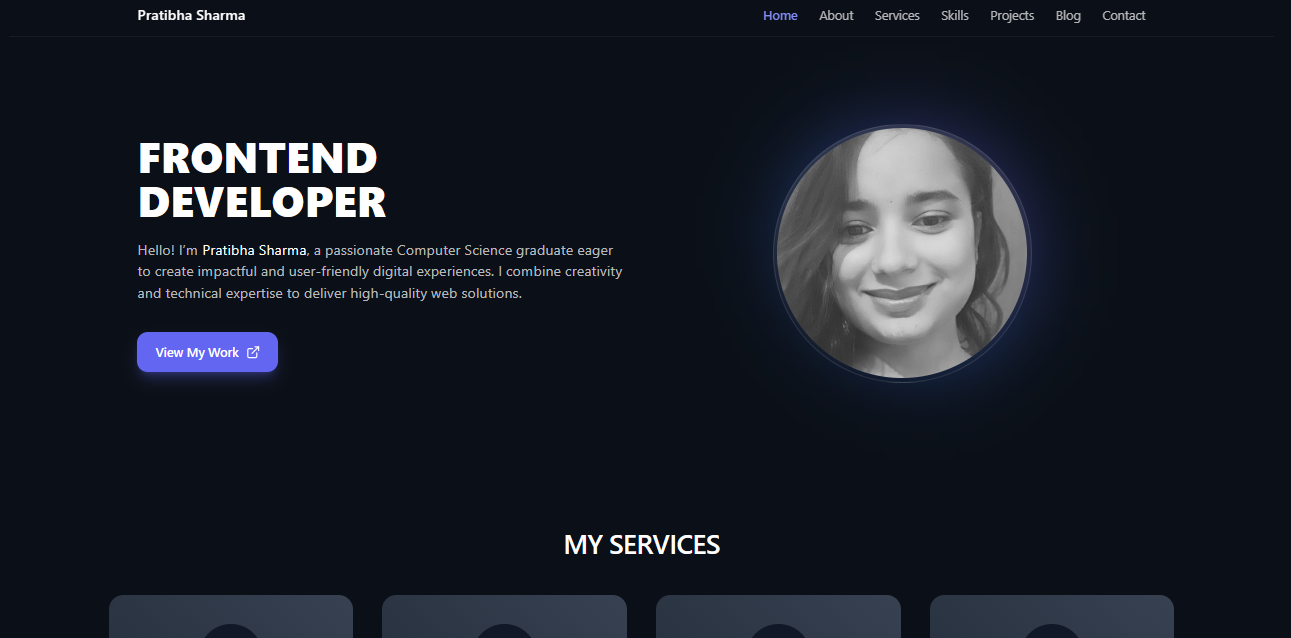 Pratibha Sharma
Home About Services Skills Projects Blog Contact
FRONTEND
DEVELOPER
Hello! I'm Pratibha Sharma, a passionate Computer Science graduate eager
to create impactful and user-friendly digital experiences. I combine creativity
and technical expertise to deliver high-quality web solutions.
View My Work
MY SERVICES